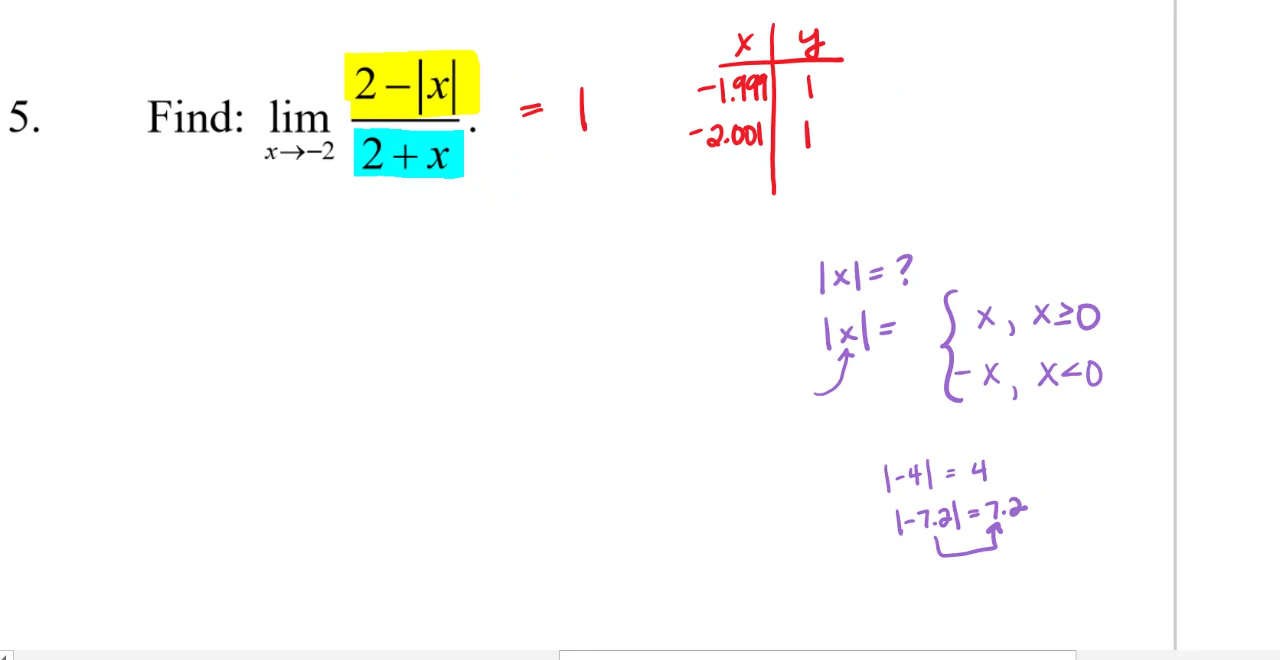 5. Find: lim x→-2 (2 - |x|)/(2 + x) . = 1
x | y
-1.999 | 1
-2.001 | 1
|x| = ?
|x| = { x, x≥0
-x, x<0
|-4| = 4
|-7.2| = 7.2